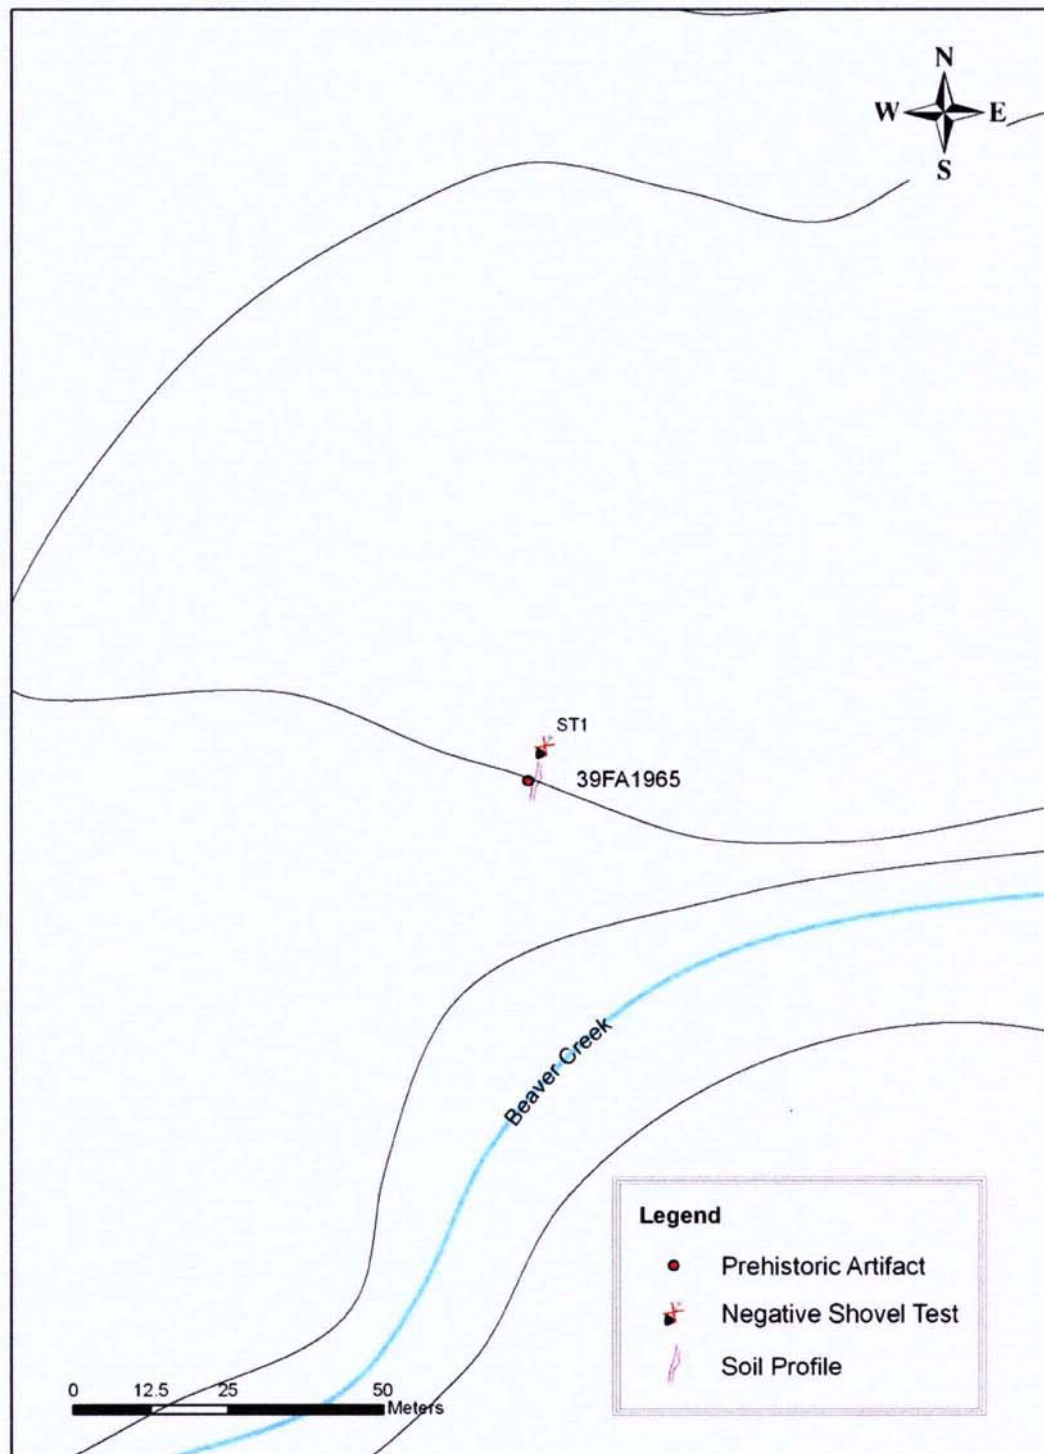 N
W E
S
ST1
39FA1965
Beaver Creek
Legend
Prehistoric Artifact
Negative Shovel Test
Soil Profile
0 12.5 25 50
Meters